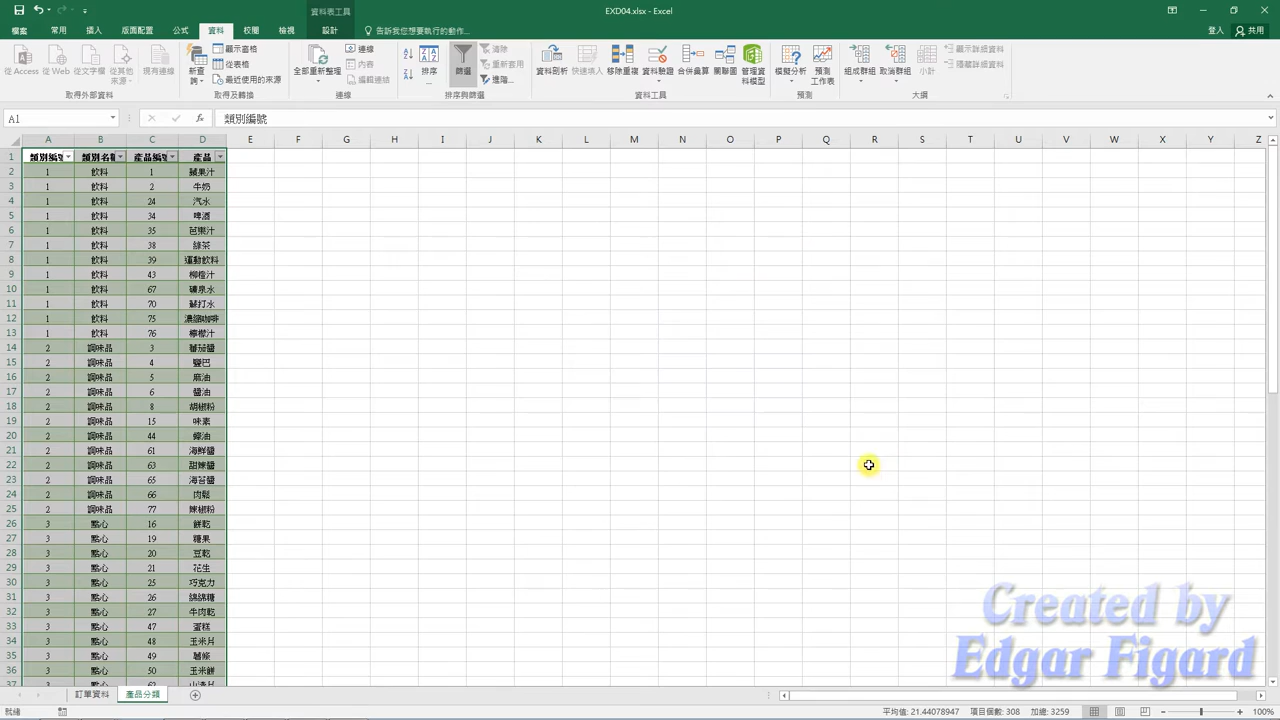 EXD04.xlsx - Excel
資料表工具
檔案 常用 插入 版面配置 公式 資料 校閱 檢視 設計 告訴我您想要執行的動作... 登入 共用
從 Access 從 Web 從文字檔 從其他來源 現有連線
新查詢 顯示窗格 從表格 最近使用的來源
全部重新整理 連線 內容 編輯連結
排序... 篩選 清除 重新套用 進階...
資料剖析 快速填入 移除重複 資料驗證 合併彙算 關聯圖 管理資料模型
模擬分析 預測工作表
組成群組 取消群組 小計 顯示詳細資料 隱藏詳細資料
取得外部資料 取得及轉換 連線 排序與篩選 資料工具 預測 大綱
A1 fx 類別編號
A B C D E F G H I J K L M N O P Q R S T U V W X Y Z
1 類別編號 類別名稱 產品編號 產品
2 1 飲料 1 蘋果汁
3 1 飲料 2 牛奶
4 1 飲料 24 汽水
5 1 飲料 34 啤酒
6 1 飲料 35 芭樂汁
7 1 飲料 38 綠茶
8 1 飲料 39 運動飲料
9 1 飲料 43 柳橙汁
10 1 飲料 67 礦泉水
11 1 飲料 70 蘇打水
12 1 飲料 75 濃縮咖啡
13 1 飲料 76 檸檬汁
14 2 調味品 3 蕃茄醬
15 2 調味品 4 鹽巴
16 2 調味品 5 麻油
17 2 調味品 6 醬油
18 2 調味品 8 胡椒粉
19 2 調味品 15 味素
20 2 調味品 44 蠔油
21 2 調味品 61 海鮮醬
22 2 調味品 63 甜辣醬
23 2 調味品 65 海苔醬
24 2 調味品 66 肉鬆
25 2 調味品 77 辣椒粉
26 3 點心 16 餅乾
27 3 點心 19 糖果
28 3 點心 20 豆乾
29 3 點心 21 花生
30 3 點心 25 巧克力
31 3 點心 26 綿綿糖
32 3 點心 27 牛肉乾
33 3 點心 47 蛋糕
34 3 點心 48 玉米片
35 3 點心 49 薯條
36 3 點心 50 玉米餅
Created by
Edgar Figard
訂單資料 產品分類
就緒 平均值: 21.44078947 項目個數: 308 加總: 3259 100%